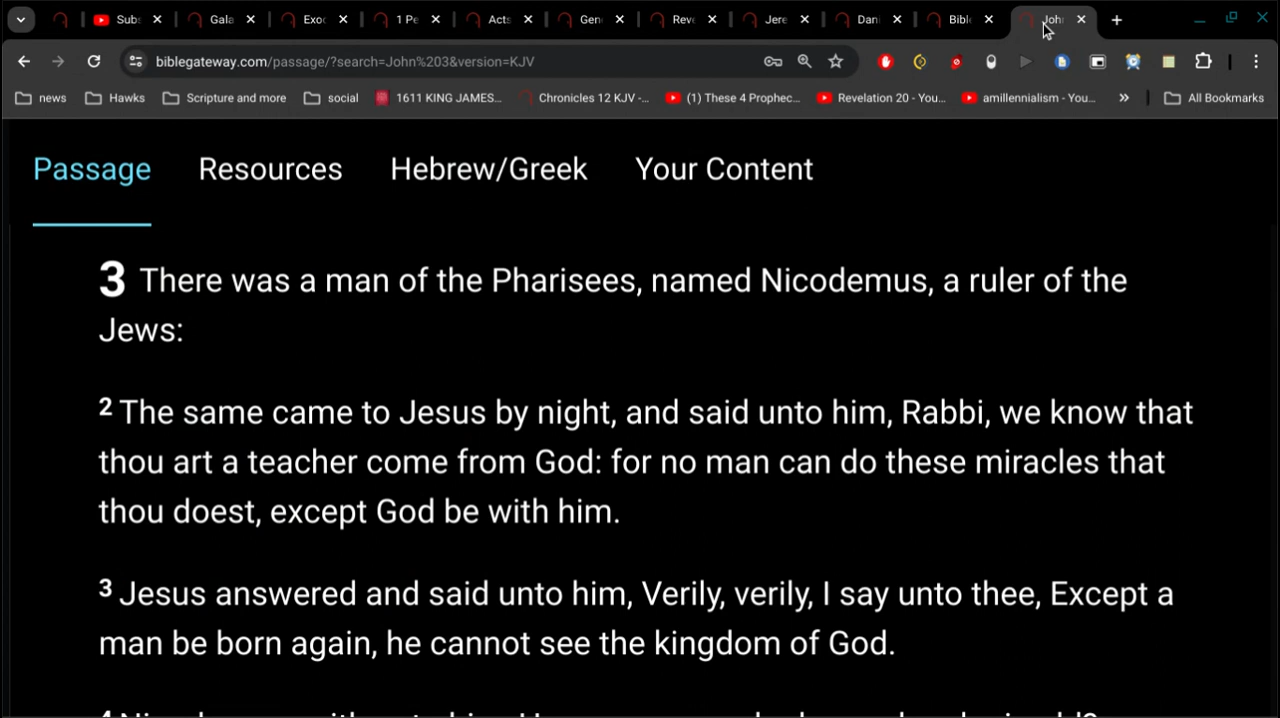 Sub: Gala Exo 1 Pe Acts Gen Reve Jere Dani Bibl Joh
biblegateway.com/passage/?search=John%203&version=KJV
news Hawks Scripture and more social 1611 KING JAMES... Chronicles 12 KJV -... (1) These 4 Prophec... Revelation 20 - You... amillennialism - You... » All Bookmarks
Passage Resources Hebrew/Greek Your Content
3 There was a man of the Pharisees, named Nicodemus, a ruler of the
Jews:
2 The same came to Jesus by night, and said unto him, Rabbi, we know that
thou art a teacher come from God: for no man can do these miracles that
thou doest, except God be with him.
3 Jesus answered and said unto him, Verily, verily, I say unto thee, Except a
man be born again, he cannot see the kingdom of God.